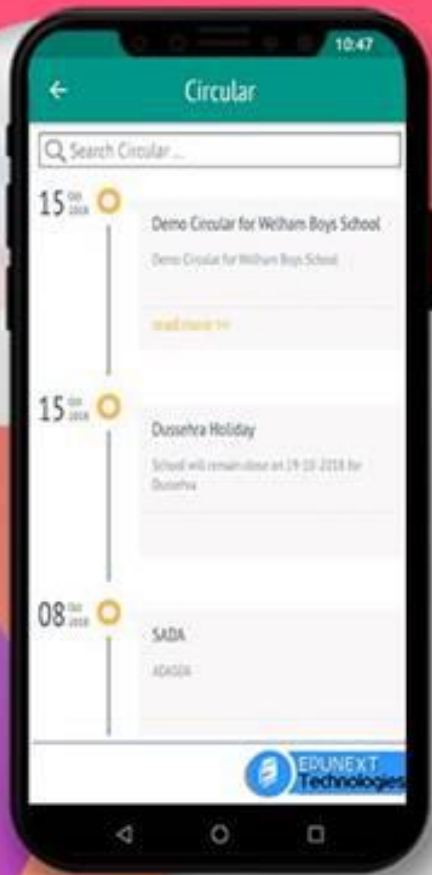 10:47
Circular
Search Circular ...
15 Oct 2018
Demo Circular for Welham Boys School
Demo Circular for Welham Boys School
read more >>
15 Oct 2018
Dussehra Holiday
School will remain close on 19-10-2018 for
Dussehra
08 Oct 2018
SADA
EDUNEXT
Technologies